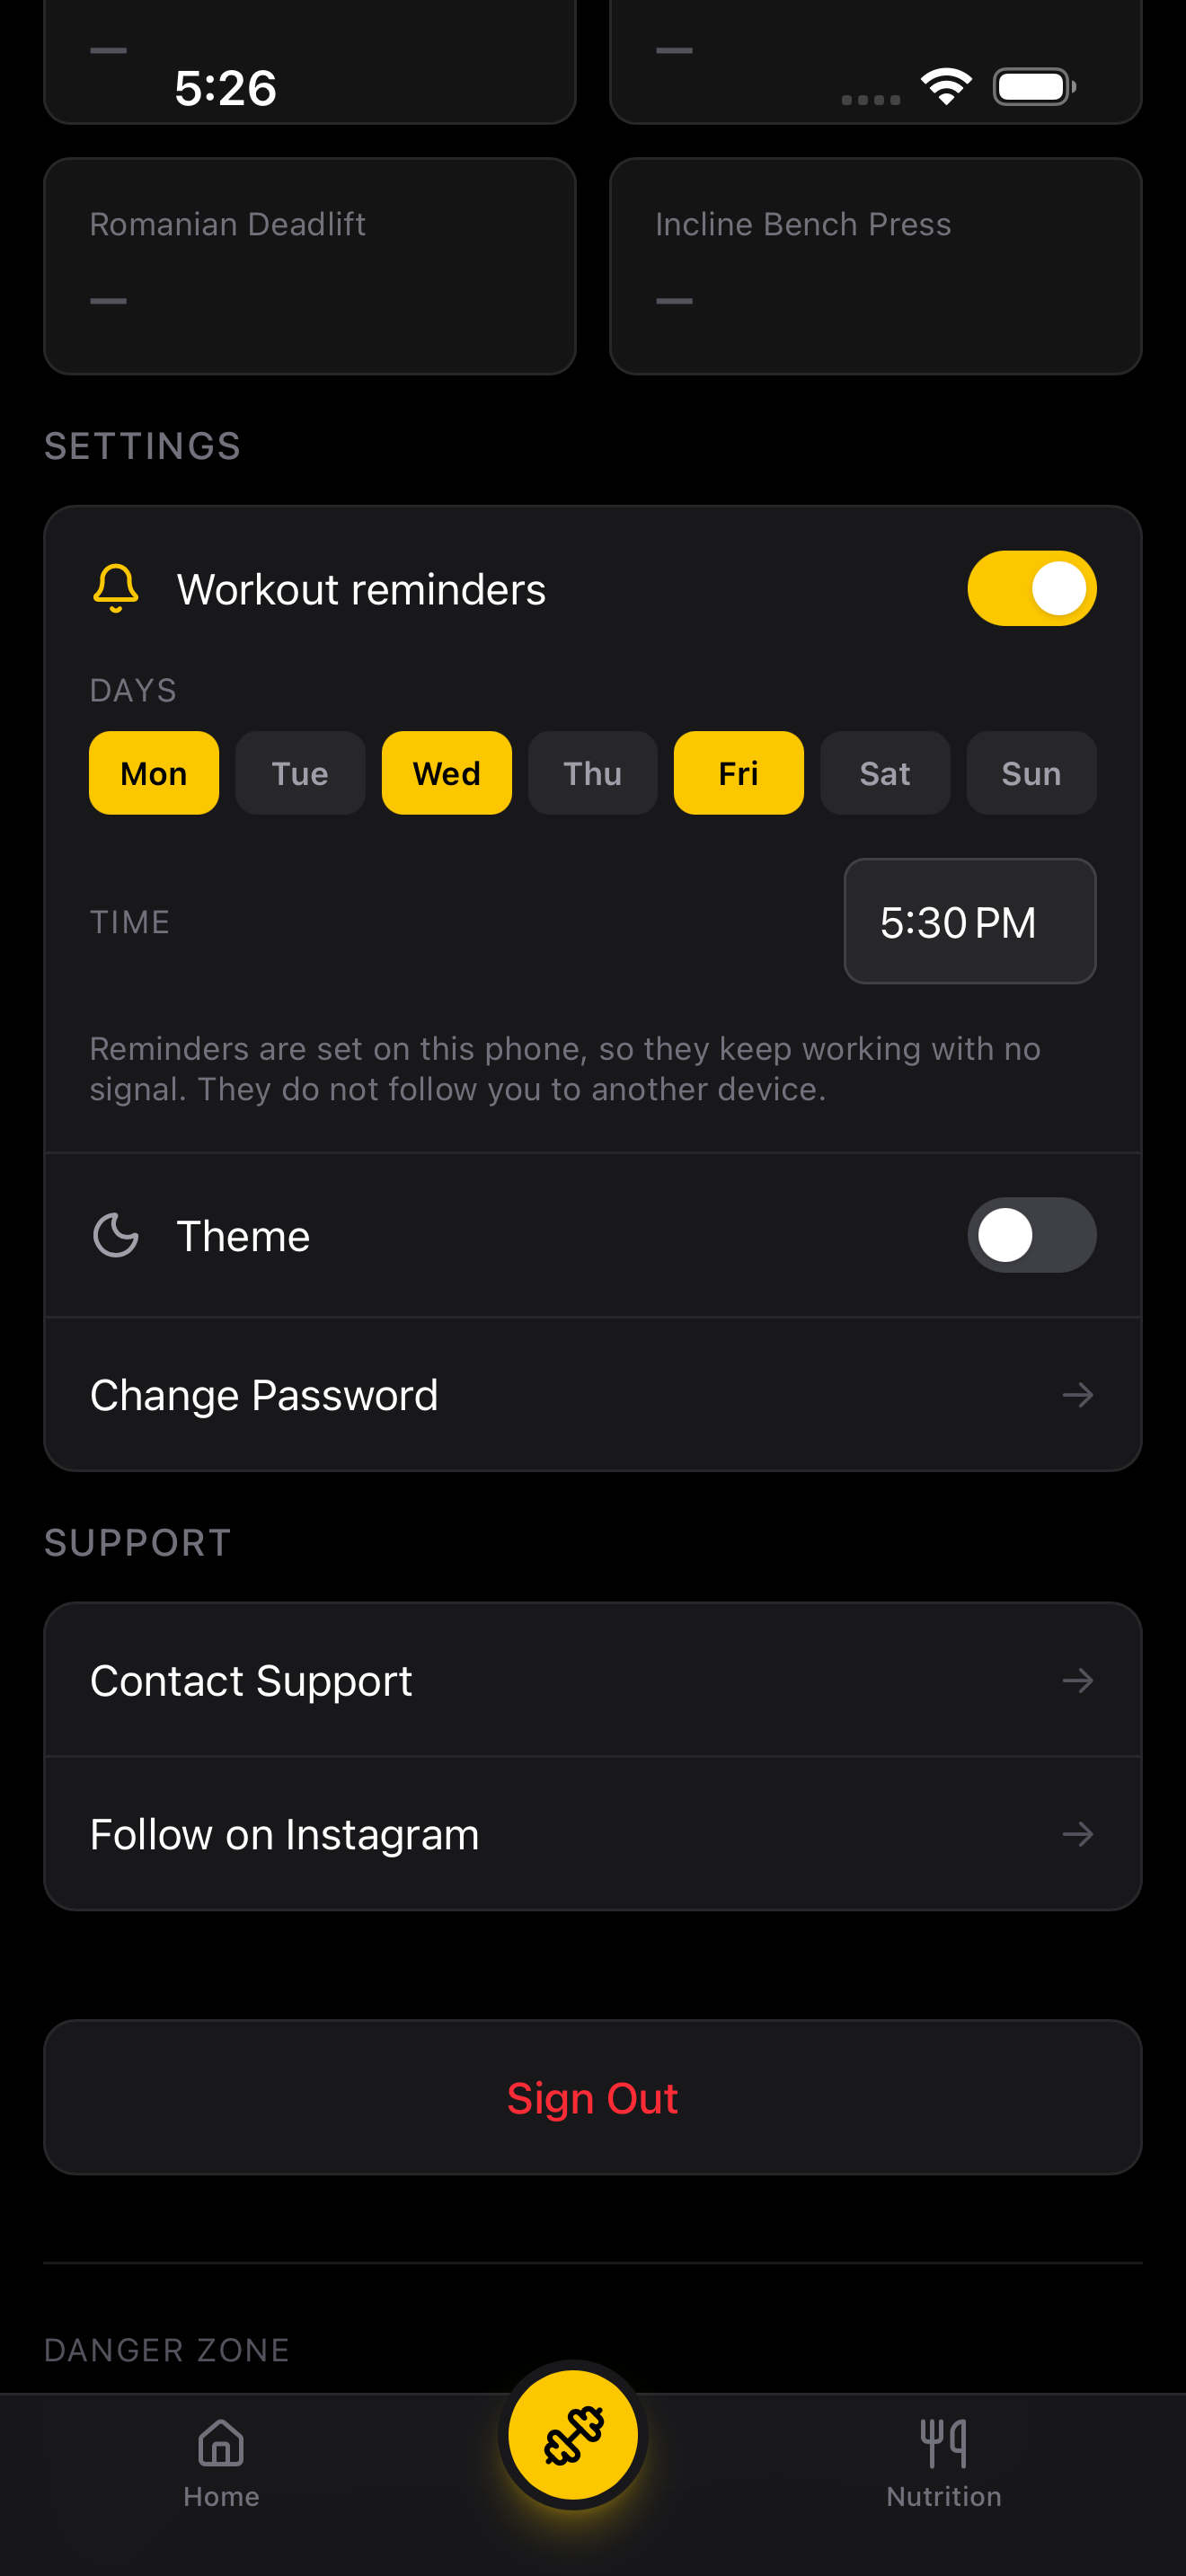 —
—
5:26
Romanian Deadlift
Incline Bench Press
—
—
SETTINGS
Workout reminders
DAYS
Mon Tue Wed Thu Fri Sat Sun
TIME
5:30 PM
Reminders are set on this phone, so they keep working with no
signal. They do not follow you to another device.
Theme
Change Password
SUPPORT
Contact Support
Follow on Instagram
Sign Out
DANGER ZONE
Home
Nutrition